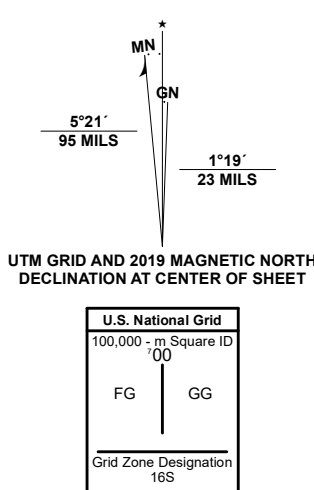 ★
MN
GN
5°21´
95 MILS
1°19´
23 MILS
UTM GRID AND 2019 MAGNETIC NORTH
DECLINATION AT CENTER OF SHEET
U.S. National Grid
100,000 - m Square ID
⁷00
FG GG
Grid Zone Designation
16S